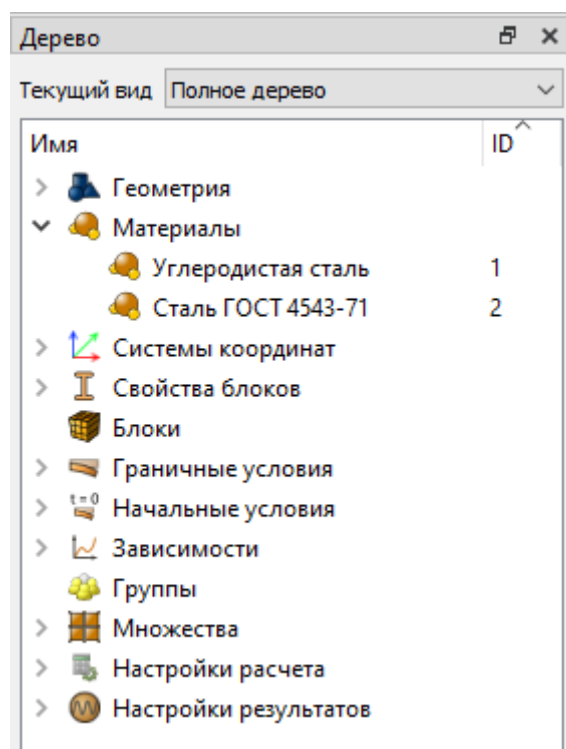 Дерево
Текущий вид Полное дерево
Имя ID
Геометрия
Материалы
Углеродистая сталь 1
Сталь ГОСТ 4543-71 2
Системы координат
Свойства блоков
Блоки
Граничные условия
t = 0
Начальные условия
Зависимости
Группы
Множества
Настройки расчета
Настройки результатов